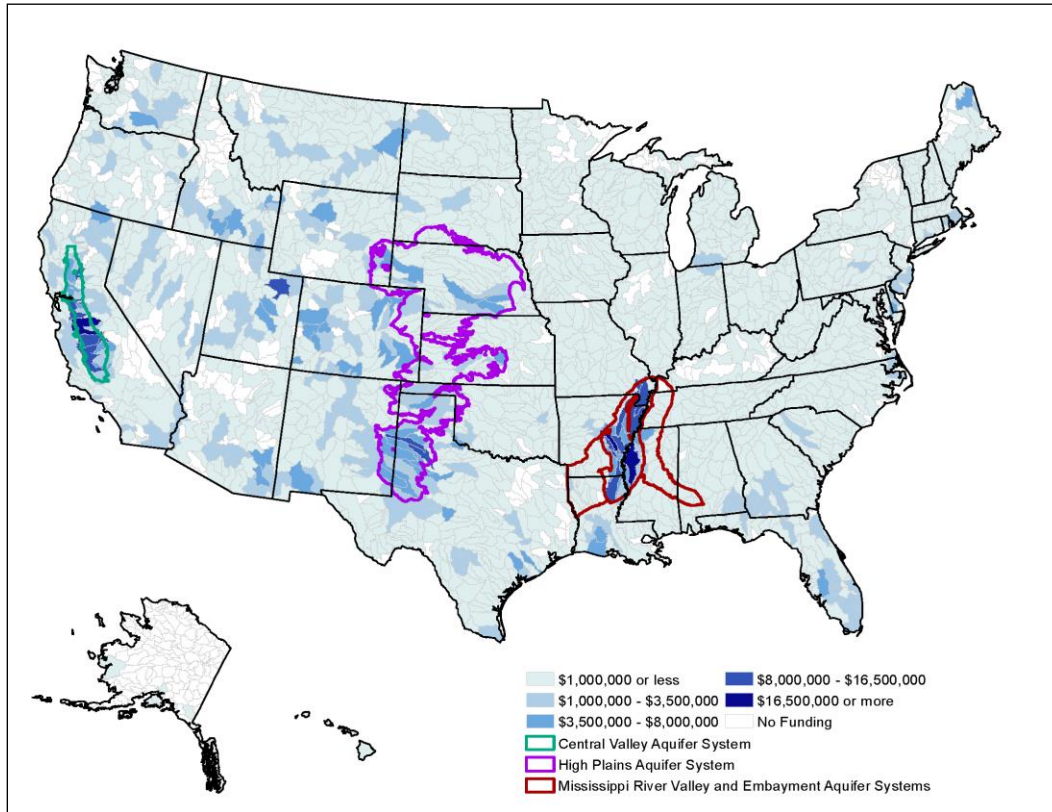 $1,000,000 or less
$1,000,000 - $3,500,000
$3,500,000 - $8,000,000
$8,000,000 - $16,500,000
$16,500,000 or more
No Funding
Central Valley Aquifer System
High Plains Aquifer System
Mississippi River Valley and Embayment Aquifer Systems